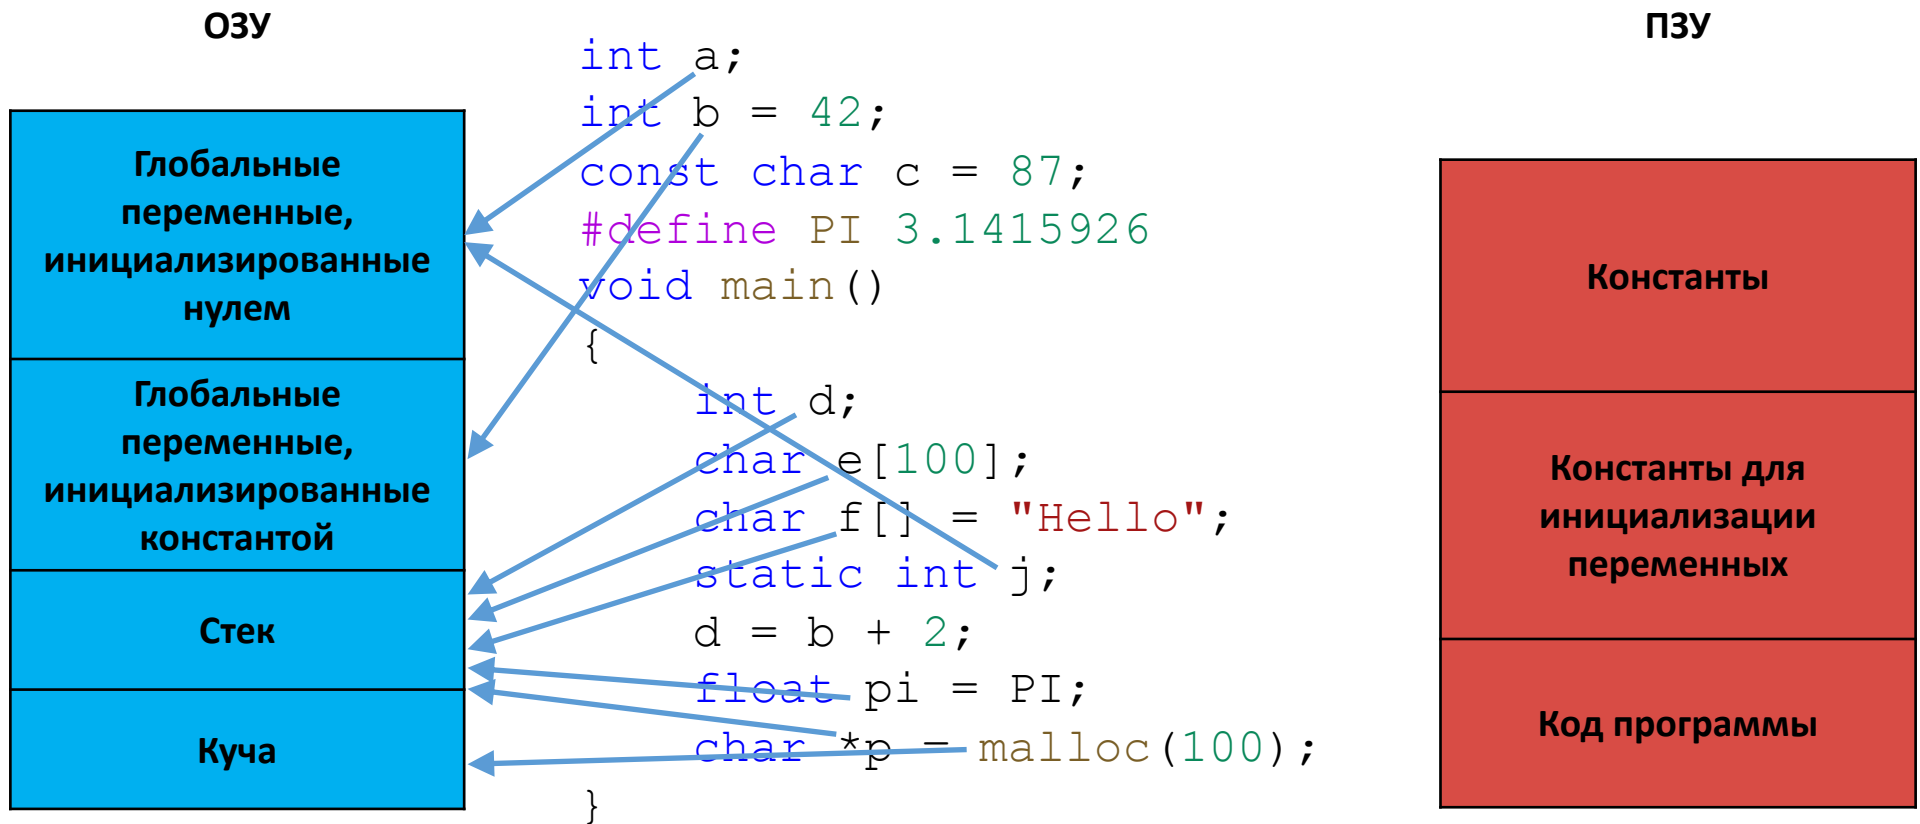 ОЗУ
Глобальные
переменные,
инициализированные
нулем
Глобальные
переменные,
инициализированные
константой
Стек
Куча
int a;
int b = 42;
const char c = 87;
#define PI 3.1415926
void main()
{
int d;
char e[100];
char f[] = "Hello";
static int j;
d = b + 2;
float pi = PI;
char *p = malloc(100);
}
ПЗУ
Константы
Константы для
инициализации
переменных
Код программы